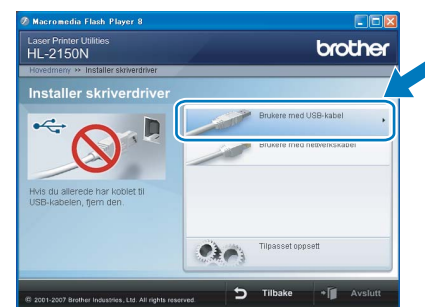 Macromedia Flash Player 8
Laser Printer Utilities
HL-2150N
brother
Hovedmeny >> Installer skriverdriver
Installer skriverdriver
Brukere med USB-kabel
Brukere med nettverkskabel
Hvis du allerede har koblet til
USB-kabelen, fjern den.
Tilpasset oppsett
© 2001-2007 Brother Industries, Ltd. All rights reserved.
Tilbake
Avslutt